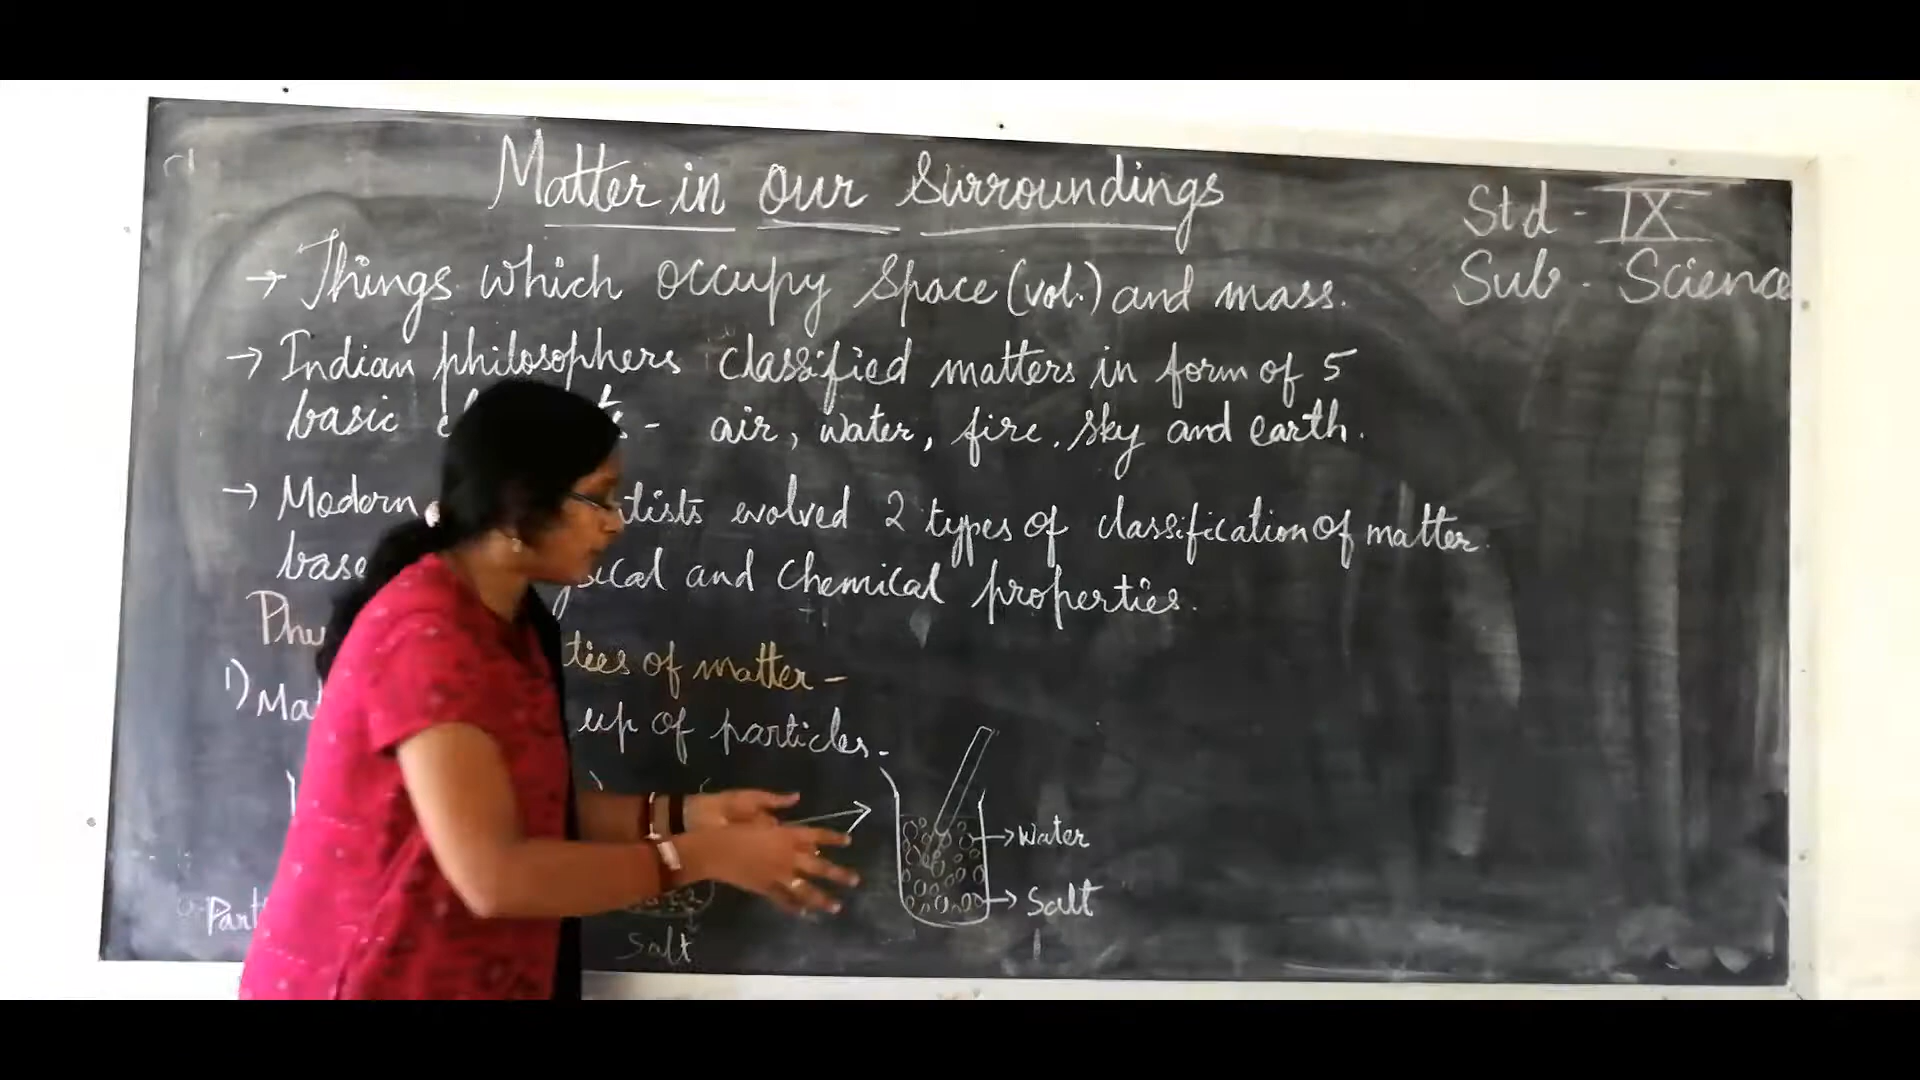 Matter in our Surroundings
Std - IX
Sub - Science
→ Things which occupy space (vol.) and mass.
→ Indian philosophers classified matters in form of 5
basic - air, water, fire, sky and earth.
→ Modern evolved 2 types of classification of matter.
and chemical properties.
of matter -
1)
up of particles -
→ Water
→ Salt
Salt